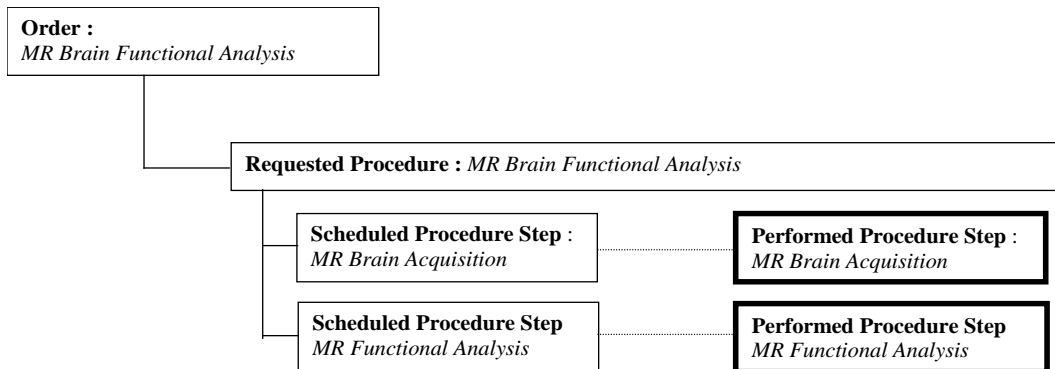 Order :
MR Brain Functional Analysis
Requested Procedure : MR Brain Functional Analysis
Scheduled Procedure Step :
MR Brain Acquisition
Performed Procedure Step :
MR Brain Acquisition
Scheduled Procedure Step
MR Functional Analysis
Performed Procedure Step
MR Functional Analysis